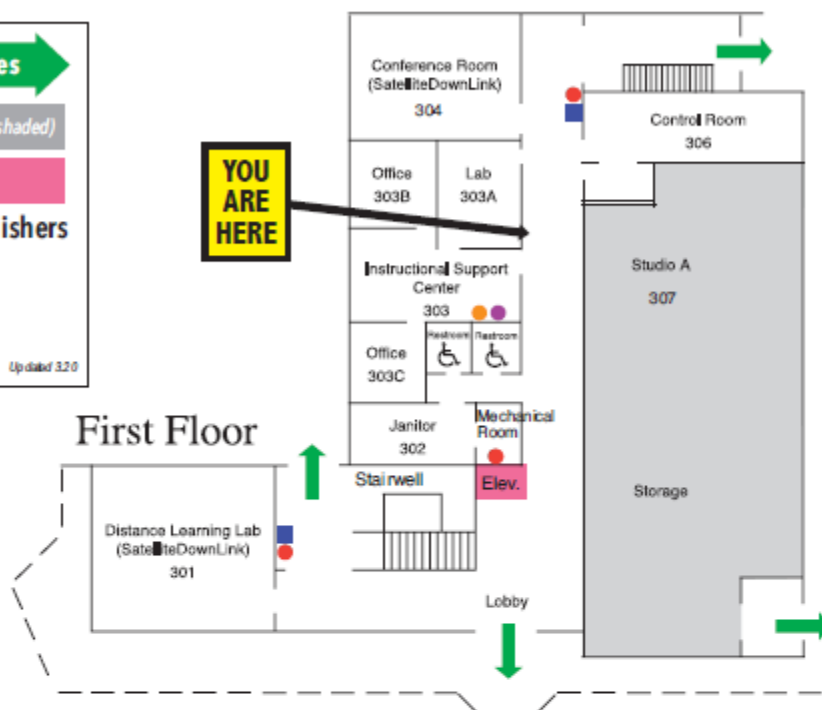 es
shaded)
ishers
Updated 3.20
YOU
ARE
HERE
Conference Room
(SatelliteDownLink)
304
Control Room
306
Office
303B
Lab
303A
Studio A
307
Instructional Support
Center
303
Restroom
Restroom
Office
303C
First Floor
Janitor
302
Mechanical
Room
Stairwell
Elev.
Storage
Distance Learning Lab
(SatelliteDownLink)
301
Lobby